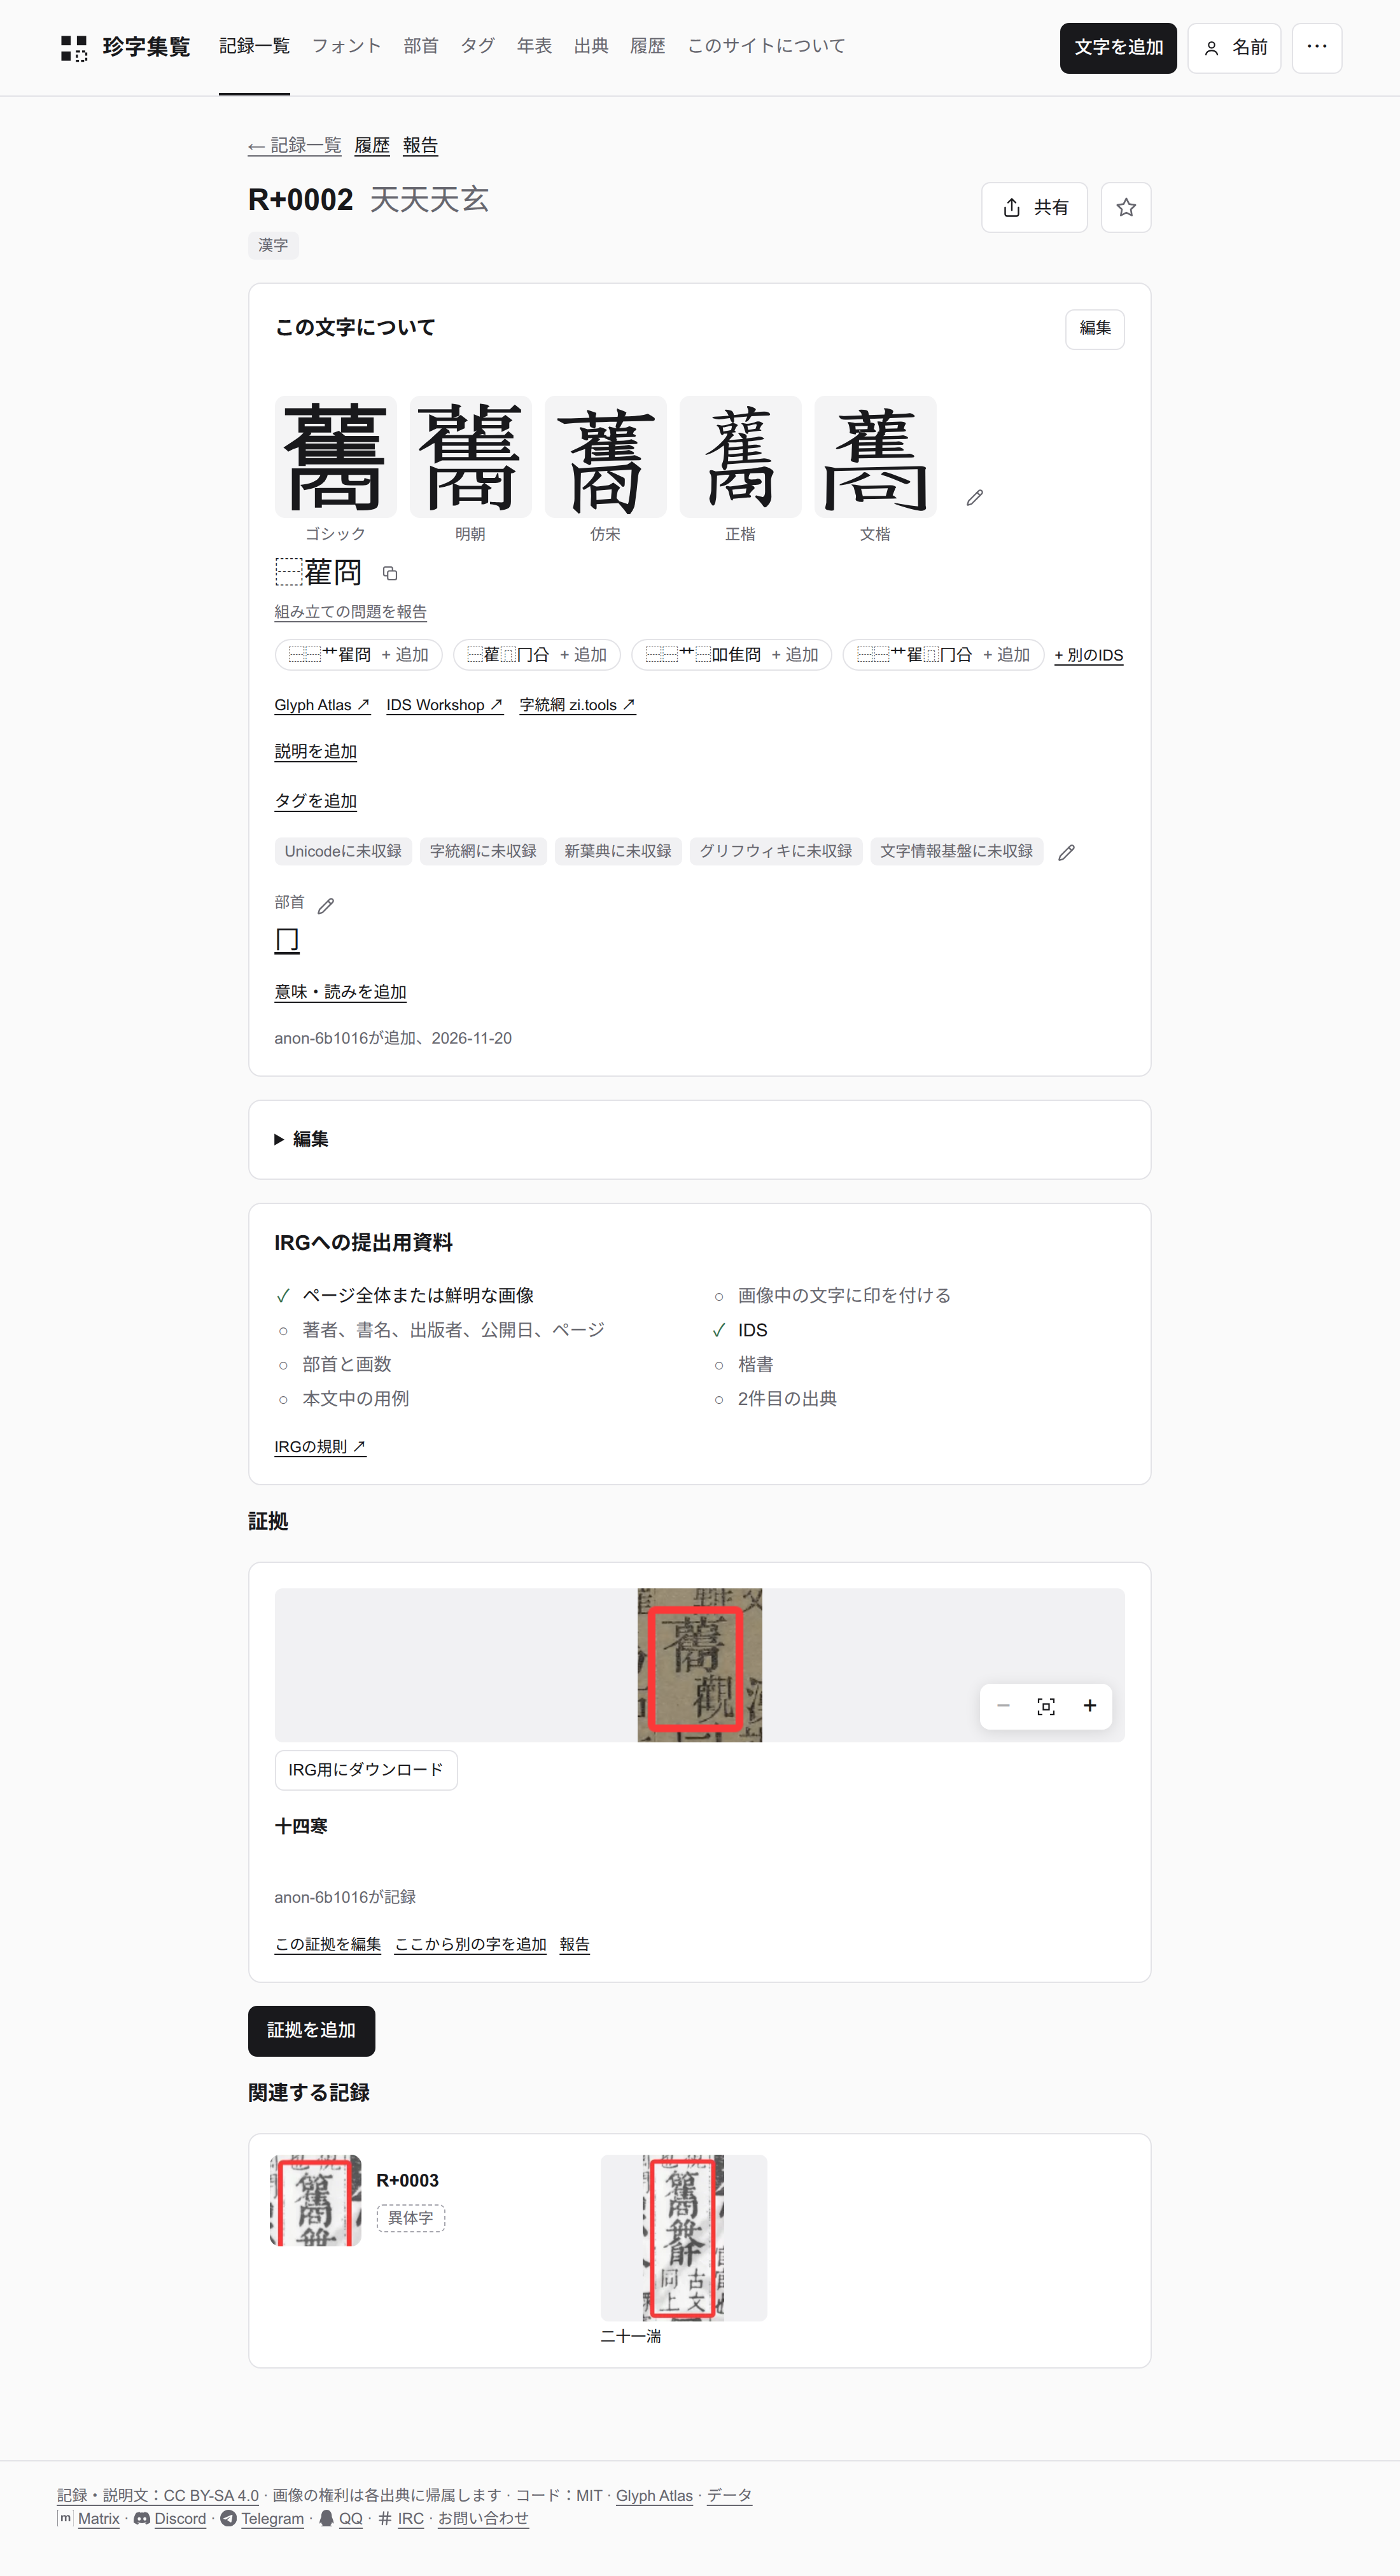 珍字集覧
記録一覧 フォント 部首 タグ 年表 出典 履歴 このサイトについて
文字を追加 名前
← 記録一覧 履歴 報告
R+0002 天天天玄
共有
漢字
この文字について
編集
ゴシック 明朝 仿宋 正楷 文楷
⿱雚冏
組み立ての問題を報告
+ 追加 + 追加 + 追加 + 追加 + 別のIDS
Glyph Atlas ↗ IDS Workshop ↗ 字統網 zi.tools ↗
説明を追加
タグを追加
Unicodeに未収録 字統網に未収録 新葉典に未収録 グリフウィキに未収録 文字情報基盤に未収録
部首
冂
意味・読みを追加
anon-6b1016が追加、2026-11-20
▶ 編集
IRGへの提出用資料
✓ ページ全体または鮮明な画像
○ 著者、書名、出版者、公開日、ページ
○ 部首と画数
○ 本文中の用例
○ 画像中の文字に印を付ける
✓ IDS
○ 楷書
○ 2件目の出典
IRGの規則 ↗
証拠
觀
IRG用にダウンロード
十四寒
anon-6b1016が記録
この証拠を編集 ここから別の字を追加 報告
証拠を追加
関連する記録
R+0003
異体字
古文
同上
二十一湍
記録・説明文：CC BY-SA 4.0 · 画像の権利は各出典に帰属します · コード：MIT · Glyph Atlas · データ
[m] Matrix · Discord · Telegram · QQ · IRC · お問い合わせ